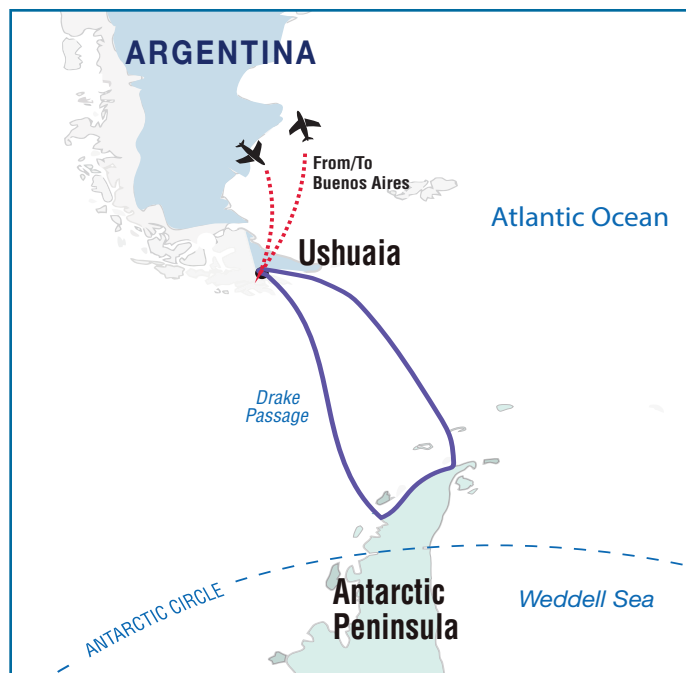 ARGENTINA
From/To
Buenos Aires
Atlantic Ocean
Ushuaia
Drake
Passage
ANTARCTIC CIRCLE
Antarctic
Peninsula
Weddell Sea